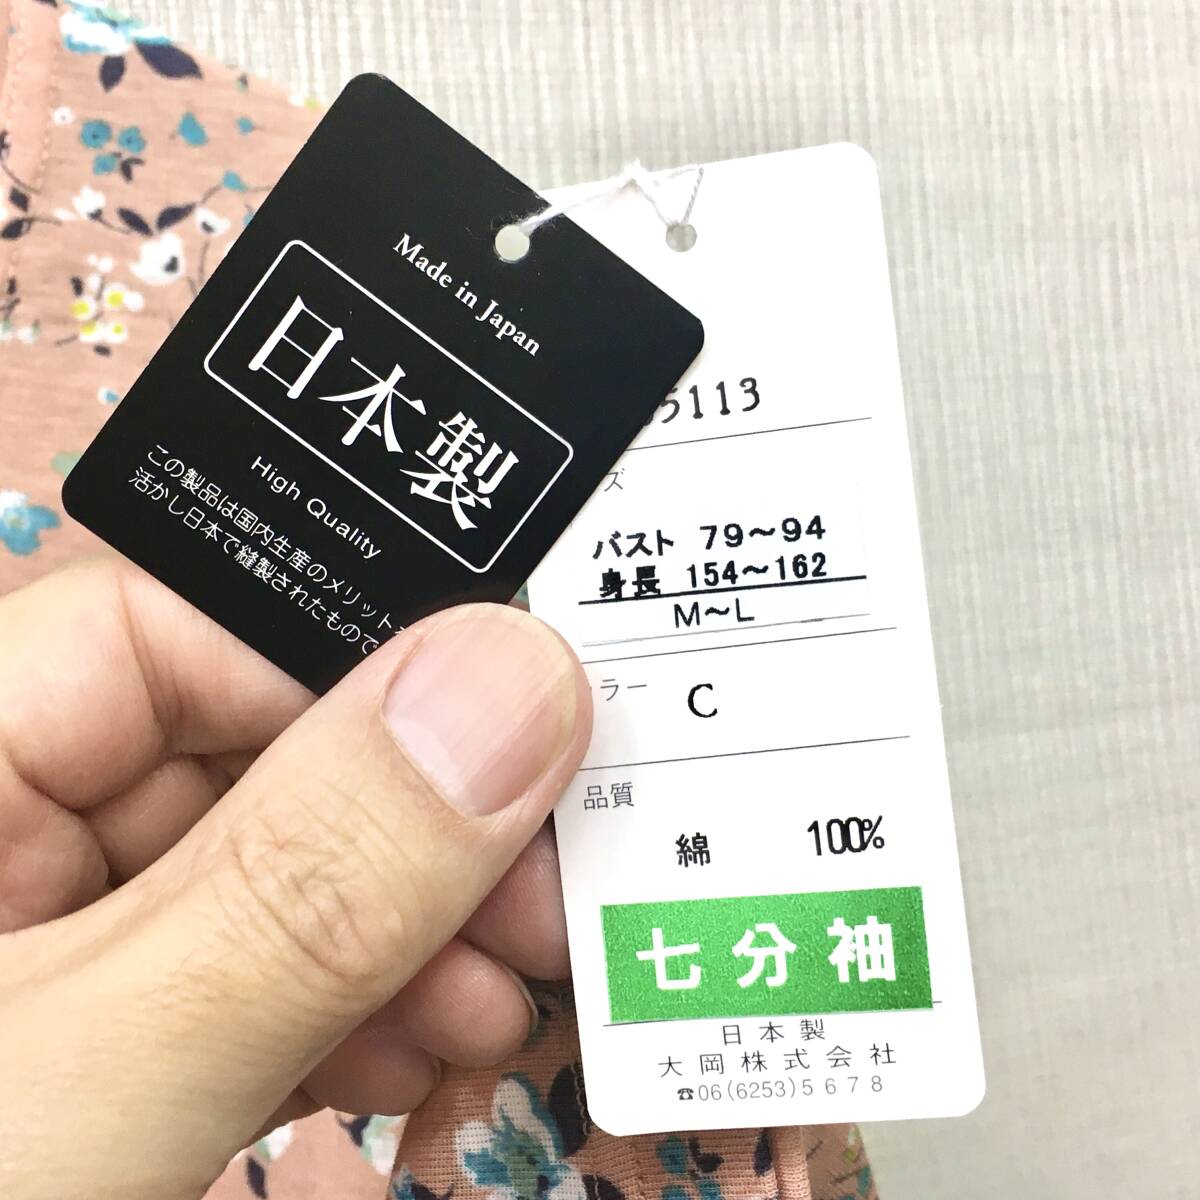 Made in Japan
日本製
High Quality
この製品は国内生産のメリットを
活かし日本で縫製されたもので
5113
ズ
バスト 79〜94
身長 154〜162
M〜L
ラー C
品質
綿 100%
七分袖
日本製
大岡株式会社
☎06(6253)5678